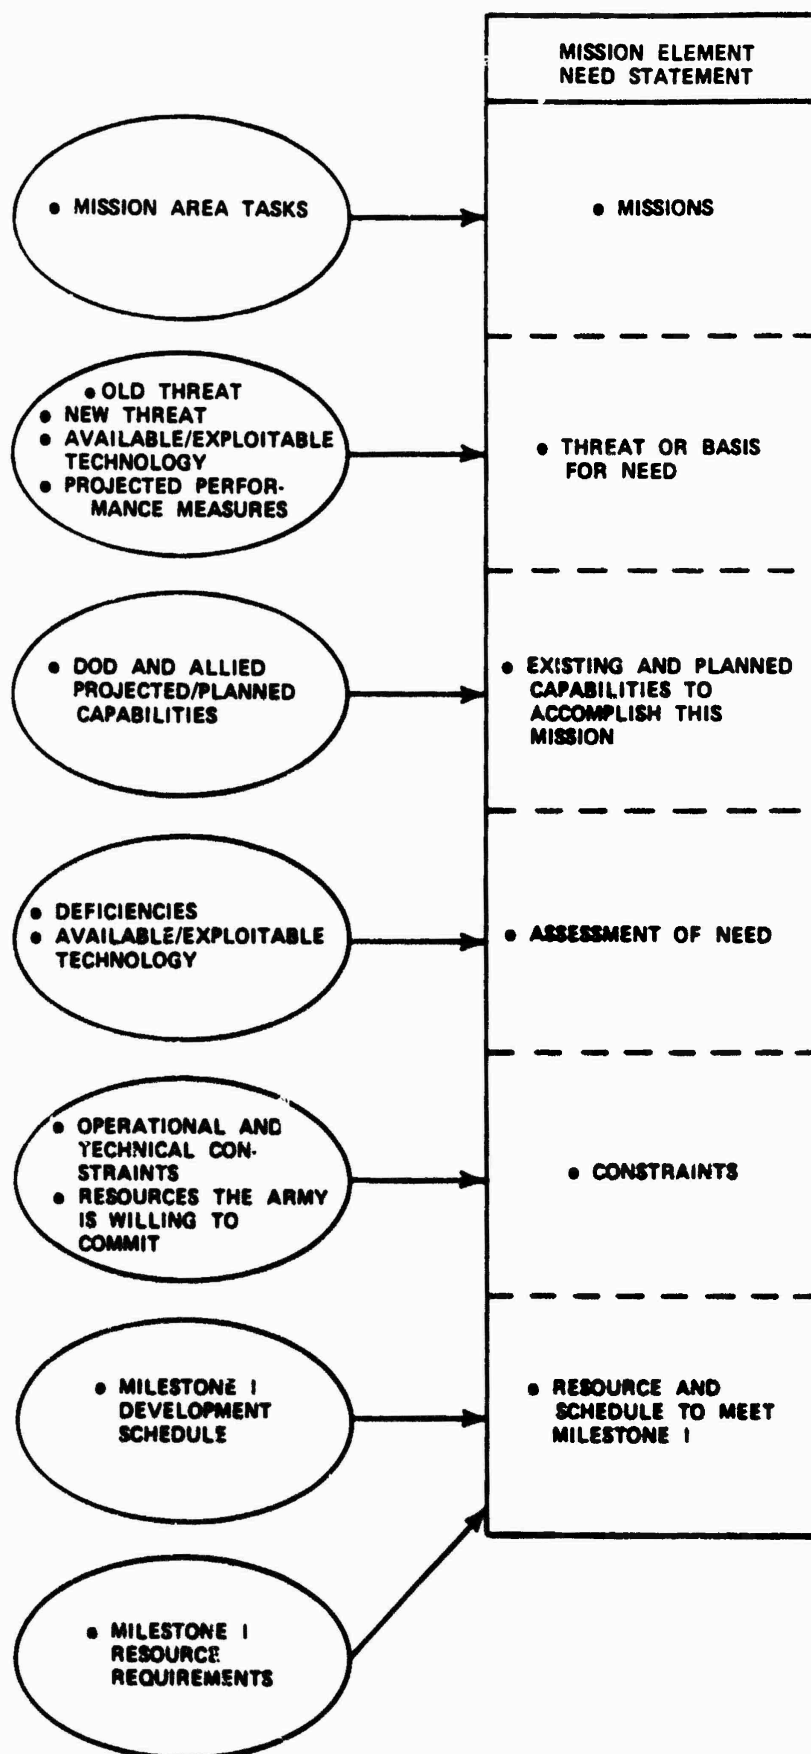 MISSION ELEMENT
NEED STATEMENT
• MISSION AREA TASKS
• MISSIONS
• OLD THREAT
• NEW THREAT
• AVAILABLE/EXPLOITABLE
TECHNOLOGY
• PROJECTED PERFOR-
MANCE MEASURES
• THREAT OR BASIS
FOR NEED
• DOD AND ALLIED
PROJECTED/PLANNED
CAPABILITIES
• EXISTING AND PLANNED
CAPABILITIES TO
ACCOMPLISH THIS
MISSION
• DEFICIENCIES
• AVAILABLE/EXPLOITABLE
TECHNOLOGY
• ASSESSMENT OF NEED
• OPERATIONAL AND
TECHNICAL CON-
STRAINTS
• RESOURCES THE ARMY
IS WILLING TO
COMMIT
• CONSTRAINTS
• MILESTONE I
DEVELOPMENT
SCHEDULE
• RESOURCE AND
SCHEDULE TO MEET
MILESTONE I
• MILESTONE I
RESOURCE
REQUIREMENTS